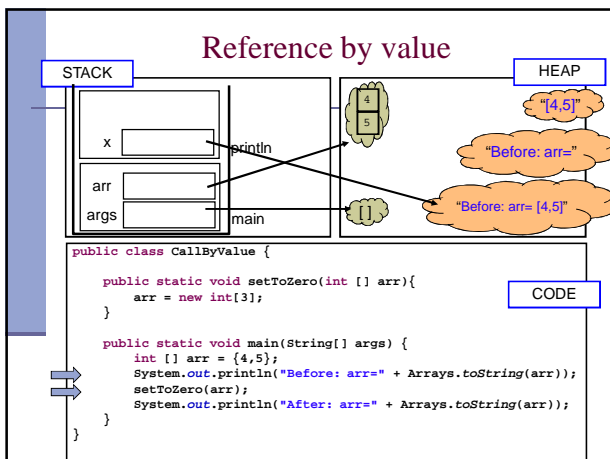 Reference by value
STACK
HEAP
x
println
arr
args
main
4
5
[ ]
“[4,5]”
“Before: arr=”
“Before: arr= [4,5]”
CODE
public class CallByValue {
public static void setToZero(int [] arr){
arr = new int[3];
}
public static void main(String[] args) {
int [] arr = {4,5};
System.out.println("Before: arr=" + Arrays.toString(arr));
setToZero(arr);
System.out.println("After: arr=" + Arrays.toString(arr));
}
}